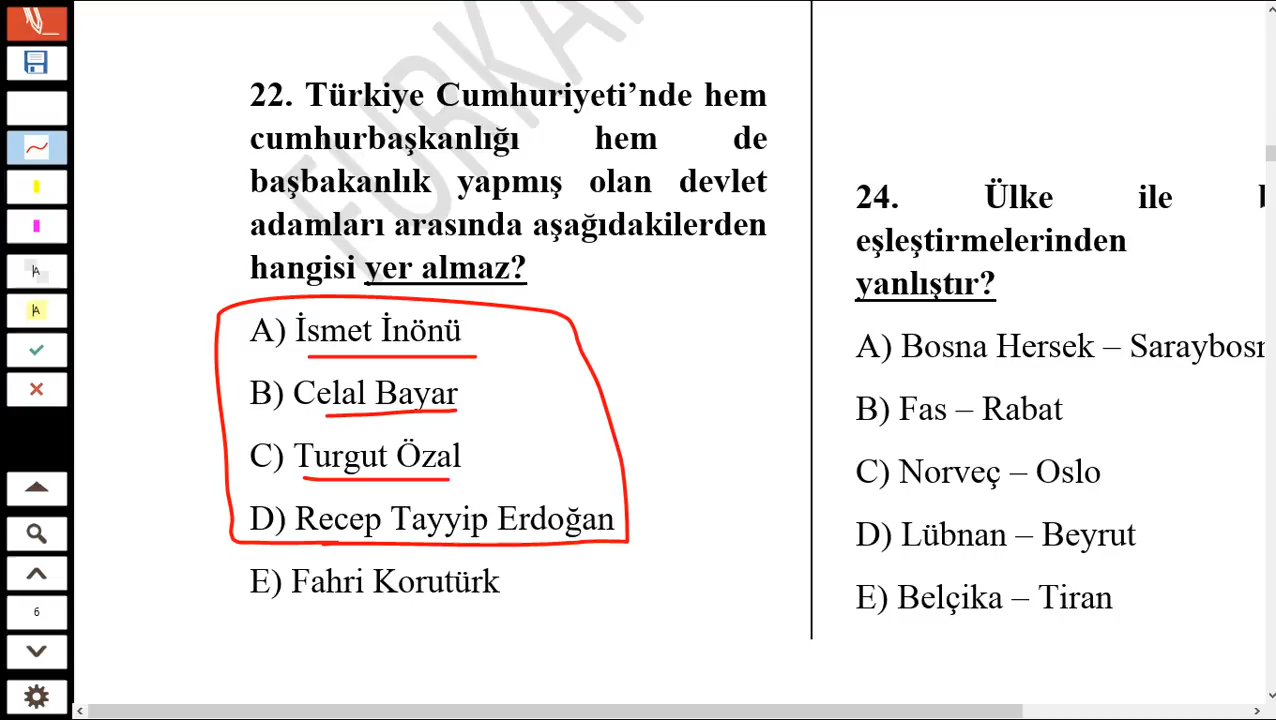 FURKAN
22. Türkiye Cumhuriyeti’nde hem
cumhurbaşkanlığı hem de
başbakanlık yapmış olan devlet
adamları arasında aşağıdakilerden
hangisi yer almaz?
A) İsmet İnönü
B) Celal Bayar
C) Turgut Özal
D) Recep Tayyip Erdoğan
E) Fahri Korutürk
24. Ülke ile
eşleştirmelerinden
yanlıştır?
A) Bosna Hersek –
B) Fas – Rabat
C) Norveç – Oslo
D) Lübnan – Beyrut
E) Belçika – Tiran
6